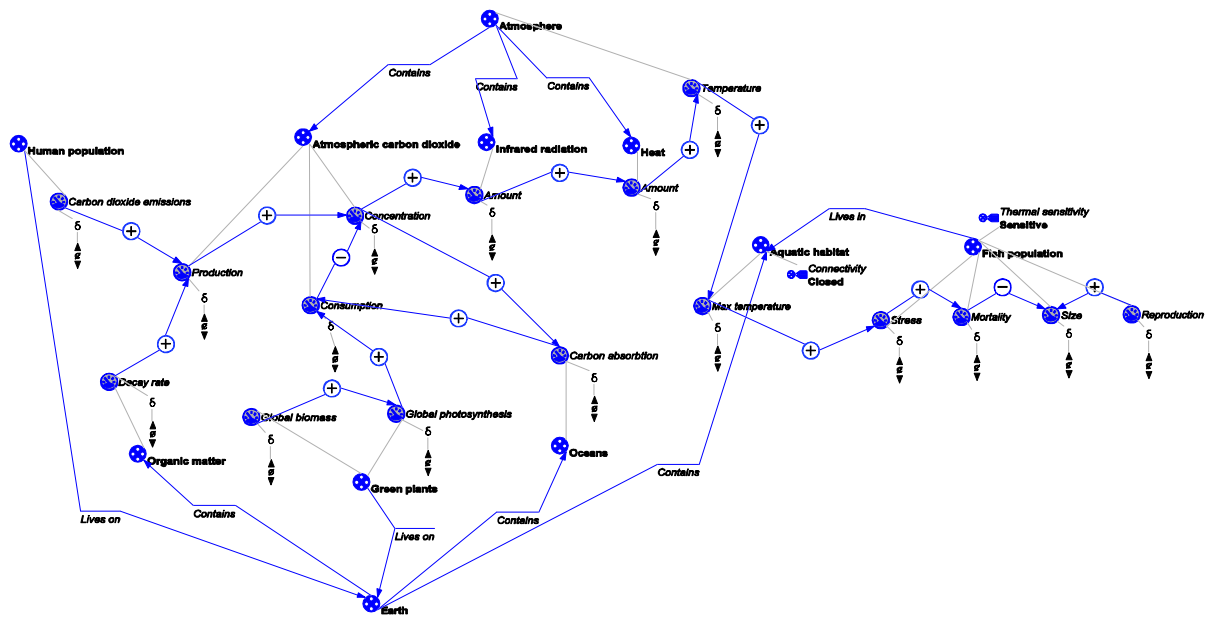 Atmosphere
Contains
Contains
Contains
Temperature
δ
Human population
Atmospheric carbon dioxide
Infrared radiation
Heat
+
+
+
+
Carbon dioxide emissions
δ
Amount
δ
Amount
δ
+
+
Concentration
δ
Production
δ
−
+
Lives in
Thermal sensitivity
Sensitive
Fish population
Aquatic habitat
Connectivity
Closed
Consumption
δ
+
Max temperature
δ
+
−
+
Stress
δ
Mortality
δ
Size
δ
Reproduction
δ
+
+
+
Carbon absorbtion
δ
Decay rate
δ
+
Global biomass
δ
Global photosynthesis
δ
Organic matter
Oceans
Green plants
Contains
Lives on
Contains
Contains
Lives on
Earth